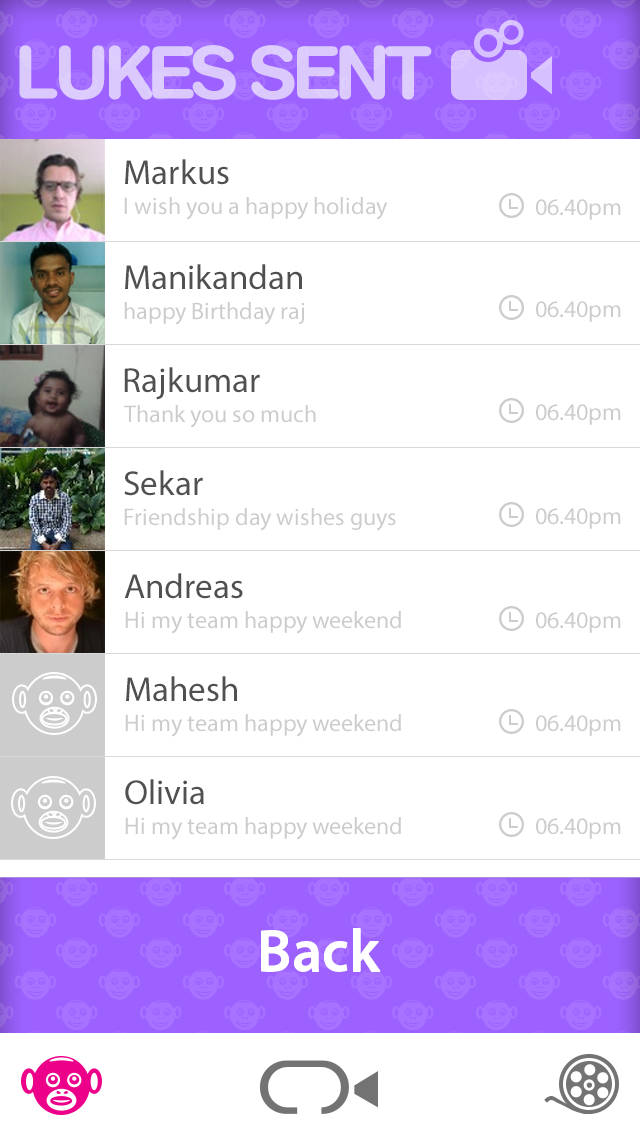 LUKES SENT
Markus
I wish you a happy holiday
06.40pm
Manikandan
happy Birthday raj
06.40pm
Rajkumar
Thank you so much
06.40pm
Sekar
Friendship day wishes guys
06.40pm
Andreas
Hi my team happy weekend
06.40pm
Mahesh
Hi my team happy weekend
06.40pm
Olivia
Hi my team happy weekend
06.40pm
Back